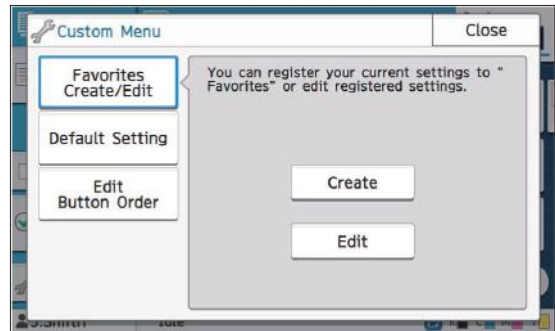 Custom Menu
Close
Favorites
Create/Edit
You can register your current settings to "
Favorites" or edit registered settings.
Default Setting
Edit
Button Order
Create
Edit
Idle